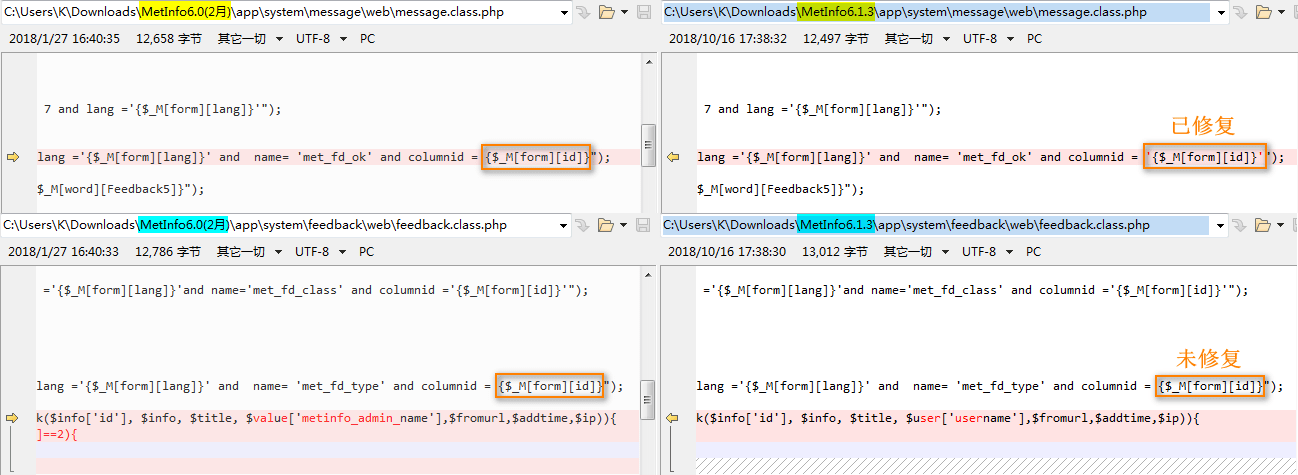 C:\Users\K\Downloads\MetInfo6.0(2月)\app\system\message\web\message.class.php
2018/1/27 16:40:35 12,658 字节 其它一切 UTF-8 PC
7 and lang ='{$_M[form][lang]}'");
lang ='{$_M[form][lang]}' and  name= 'met_fd_ok' and columnid = {$_M[form][id]}");
$_M[word][Feedback5]}");
C:\Users\K\Downloads\MetInfo6.1.3\app\system\message\web\message.class.php
2018/10/16 17:38:32 12,497 字节 其它一切 UTF-8 PC
7 and lang ='{$_M[form][lang]}'");
已修复
lang ='{$_M[form][lang]}' and  name= 'met_fd_ok' and columnid = '{$_M[form][id]}'");
$_M[word][Feedback5]}");
C:\Users\K\Downloads\MetInfo6.0(2月)\app\system\feedback\web\feedback.class.php
2018/1/27 16:40:33 12,786 字节 其它一切 UTF-8 PC
='{$_M[form][lang]}'and name='met_fd_class' and columnid ='{$_M[form][id]}'");
lang ='{$_M[form][lang]}' and  name= 'met_fd_type' and columnid = {$_M[form][id]}");
k($info['id'], $info, $title, $value['metinfo_admin_name'],$fromurl,$addtime,$ip)){
]==2){
C:\Users\K\Downloads\MetInfo6.1.3\app\system\feedback\web\feedback.class.php
2018/10/16 17:38:30 13,012 字节 其它一切 UTF-8 PC
='{$_M[form][lang]}'and name='met_fd_class' and columnid ='{$_M[form][id]}'");
未修复
lang ='{$_M[form][lang]}' and  name= 'met_fd_type' and columnid = {$_M[form][id]}");
k($info['id'], $info, $title, $user['username'],$fromurl,$addtime,$ip)){